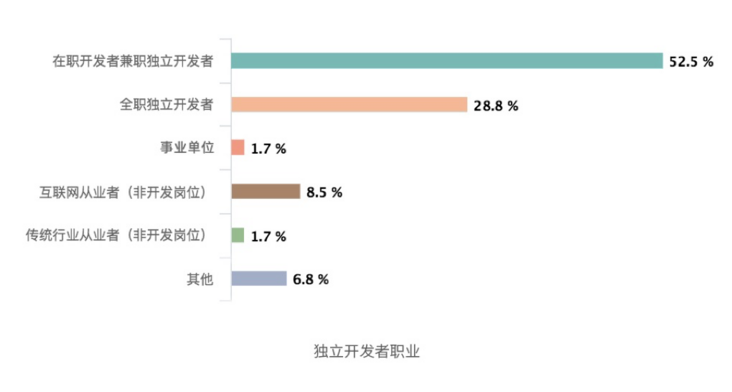 在职开发者兼职独立开发者 52.5 %
全职独立开发者 28.8 %
事业单位 1.7 %
互联网从业者（非开发岗位） 8.5 %
传统行业从业者（非开发岗位） 1.7 %
其他 6.8 %
独立开发者职业